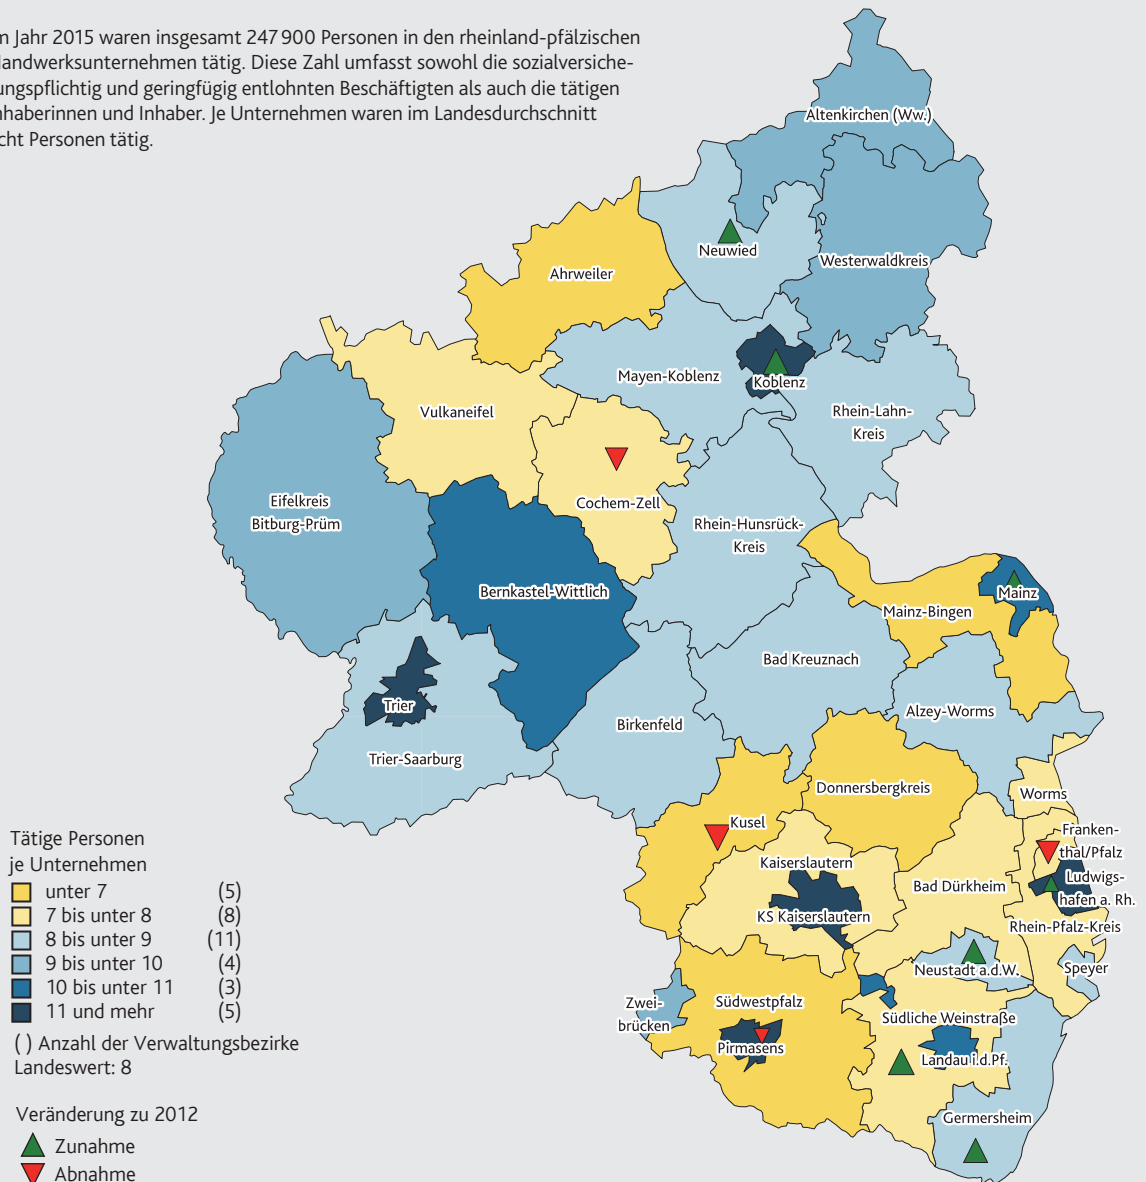 m Jahr 2015 waren insgesamt 247 900 Personen in den rheinland-pfälzischen
Handwerksunternehmen tätig. Diese Zahl umfasst sowohl die sozialversiche-
ungspflichtig und geringfügig entlohnten Beschäftigten als auch die tätigen
nhaberinnen und Inhaber. Je Unternehmen waren im Landesdurchschnitt
cht Personen tätig.
Altenkirchen (Ww.)
Neuwied
Westerwaldkreis
Ahrweiler
Mayen-Koblenz
Koblenz
Vulkaneifel
Rhein-Lahn-
Kreis
Cochem-Zell
Eifelkreis
Bitburg-Prüm
Rhein-Hunsrück-
Kreis
Bernkastel-Wittlich
Mainz
Mainz-Bingen
Bad Kreuznach
Trier
Alzey-Worms
Birkenfeld
Trier-Saarburg
Donnersbergkreis
Worms
Kusel
Franken-
thal/Pfalz
Kaiserslautern
Ludwigs-
hafen a. Rh.
Bad Dürkheim
KS Kaiserslautern
Rhein-Pfalz-Kreis
Neustadt a.d.W.
Speyer
Zwei-
brücken
Südwestpfalz
Südliche Weinstraße
Pirmasens
Landau i.d.Pf.
Germersheim
Tätige Personen
je Unternehmen
unter 7 (5)
7 bis unter 8 (8)
8 bis unter 9 (11)
9 bis unter 10 (4)
10 bis unter 11 (3)
11 und mehr (5)
( ) Anzahl der Verwaltungsbezirke
Landeswert: 8
Veränderung zu 2012
Zunahme
Abnahme